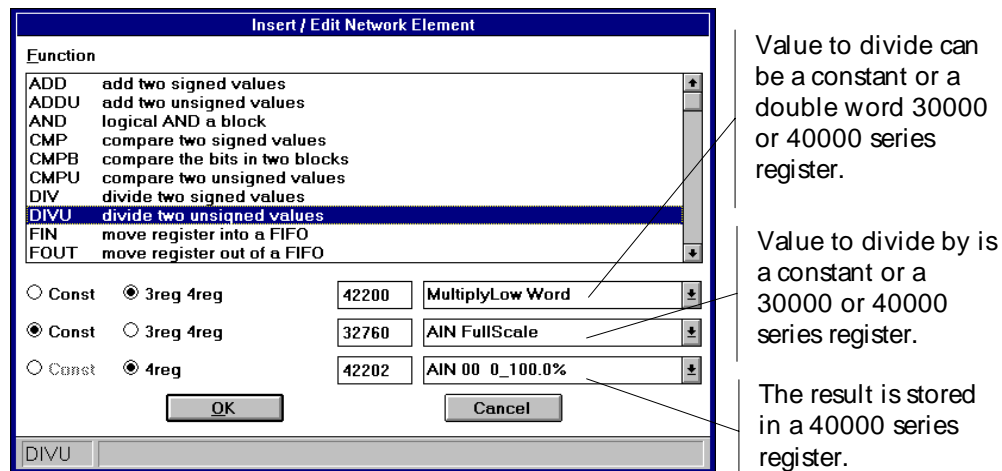 Insert / Edit Network Element
Function
ADD add two signed values
ADDU add two unsigned values
AND logical AND a block
CMP compare two signed values
CMPB compare the bits in two blocks
CMPU compare two unsigned values
DIV divide two signed values
DIVU divide two unsigned values
FIN move register into a FIFO
FOUT move register out of a FIFO
Const 3reg 4reg 42200 MultiplyLow Word
Const 3reg 4reg 32760 AIN FullScale
Const 4reg 42202 AIN 00 0_100.0%
OK Cancel
DIVU
Value to divide can
be a constant or a
double word 30000
or 40000 series
register.
Value to divide by is
a constant or a
30000 or 40000
series register.
The result is stored
in a 40000 series
register.